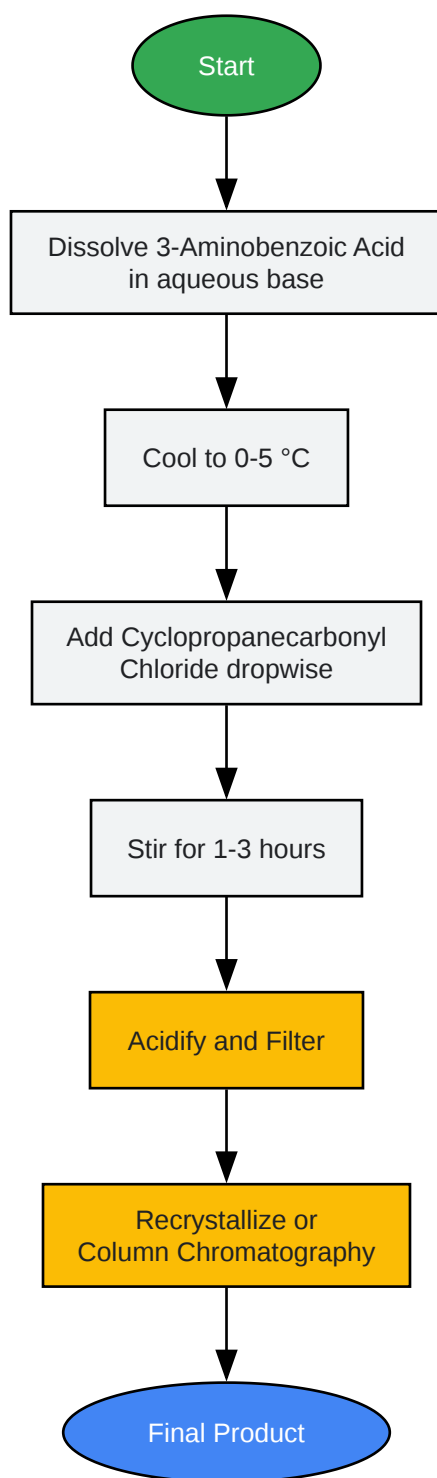 Start
Dissolve 3-Aminobenzoic Acid
in aqueous base
Cool to 0-5 °C
Add Cyclopropanecarbonyl
Chloride dropwise
Stir for 1-3 hours
Acidify and Filter
Recrystallize or
Column Chromatography
Final Product